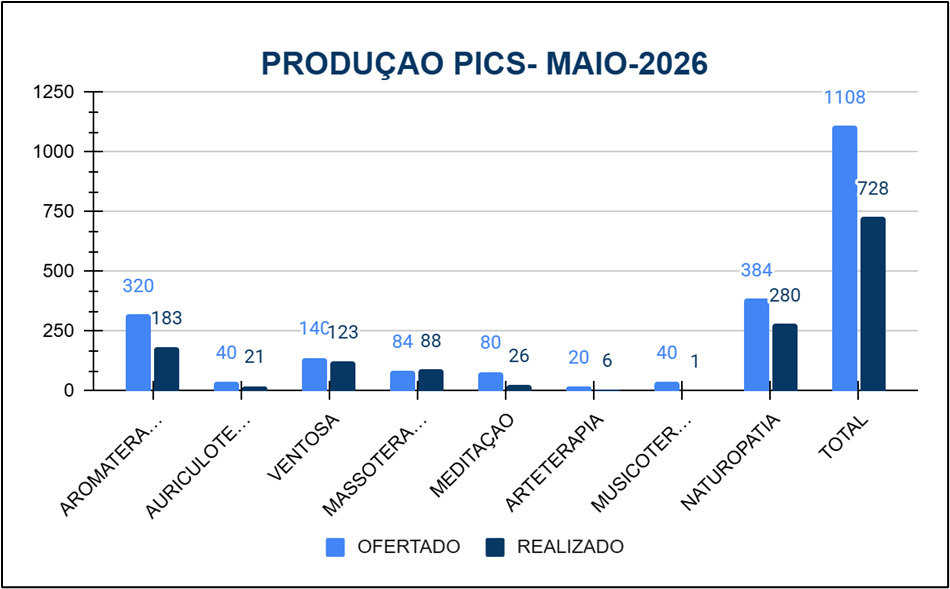 PRODUÇAO PICS- MAIO-2026
1250
1000
750
500
250
0
320
183
40
21
140
123
84
88
80
26
20
6
40
1
384
280
1108
728
AROMATERA...
AURICULOTE...
VENTOSA
MASSOTERA...
MEDITAÇAO
ARTETERAPIA
MUSICOTER...
NATUROPATIA
TOTAL
OFERTADO
REALIZADO